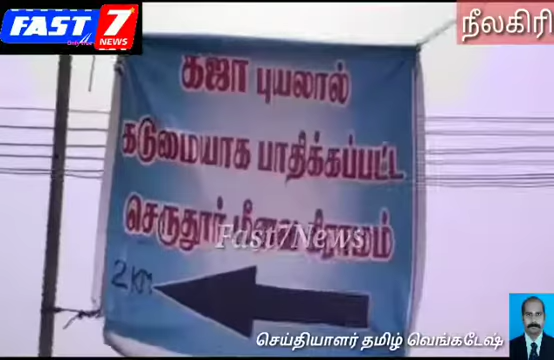 FAST 7
NEWS
நீலகிரி
கஜா புயலால்
கடுமையாக பாதிக்கப்பட்ட
செருதூர் மீனவ கிராமம்
Fast7News
2 KM
செய்தியாளர் தமிழ் வெங்கடேஷ்